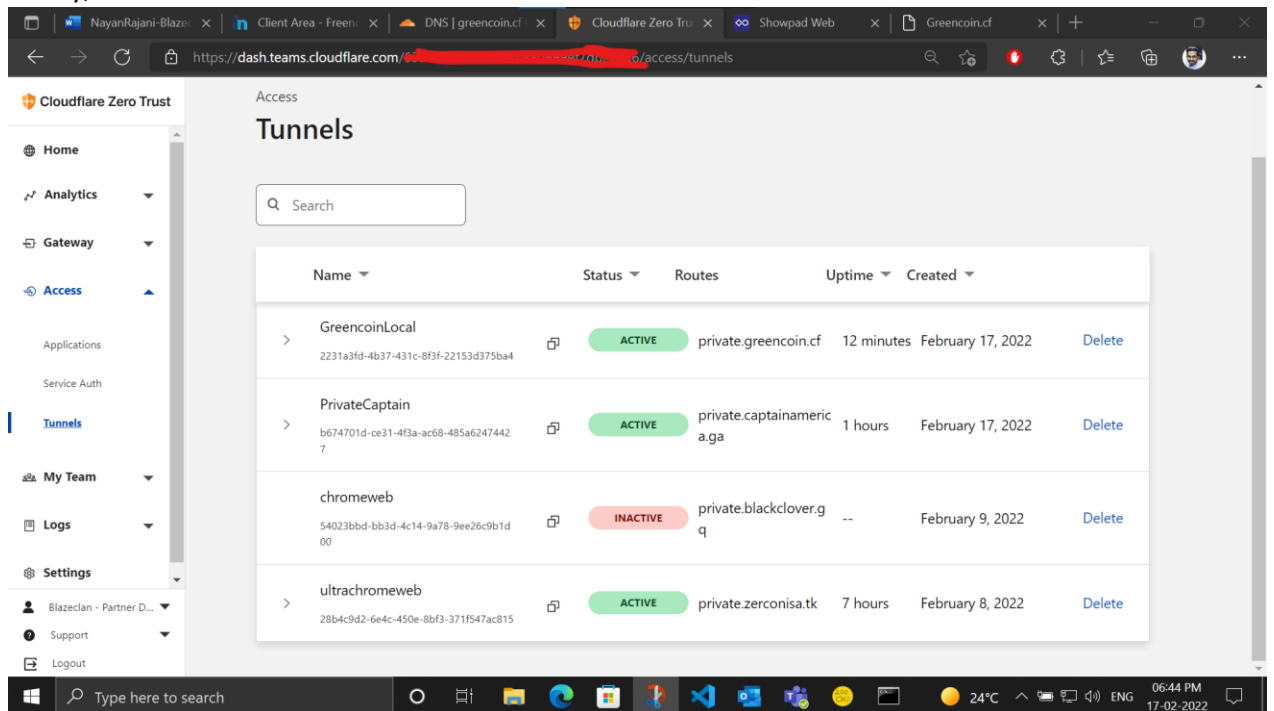 NayanRajani-Blazec
Client Area - Freeno
DNS | greencoin.cf |
Cloudflare Zero Tru
Showpad Web
Greencoin.cf
https://dash.teams.cloudflare.com/
/access/tunnels
Cloudflare Zero Trust
Home
Analytics
Gateway
Access
Applications
Service Auth
Tunnels
My Team
Logs
Settings
Blazeclan - Partner D...
Support
Logout
Access
Tunnels
Search
Name Status Routes Uptime Created
GreencoinLocal
2231a3fd-4b37-431c-8f3f-22153d375ba4
ACTIVE
private.greencoin.cf
12 minutes
February 17, 2022
Delete
PrivateCaptain
b674701d-ce31-4f3a-ac68-485a6247442
7
ACTIVE
private.captainameric
a.ga
1 hours
February 17, 2022
Delete
chromeweb
54023bbd-bb3d-4c14-9a78-9ee26c9b1d
00
INACTIVE
private.blackclover.g
q
--
February 9, 2022
Delete
ultrachromeweb
28b4c9d2-6e4c-450e-8bf3-371f547ac815
ACTIVE
private.zerconisa.tk
7 hours
February 8, 2022
Delete
Type here to search
24°C
ENG
06:44 PM
17-02-2022